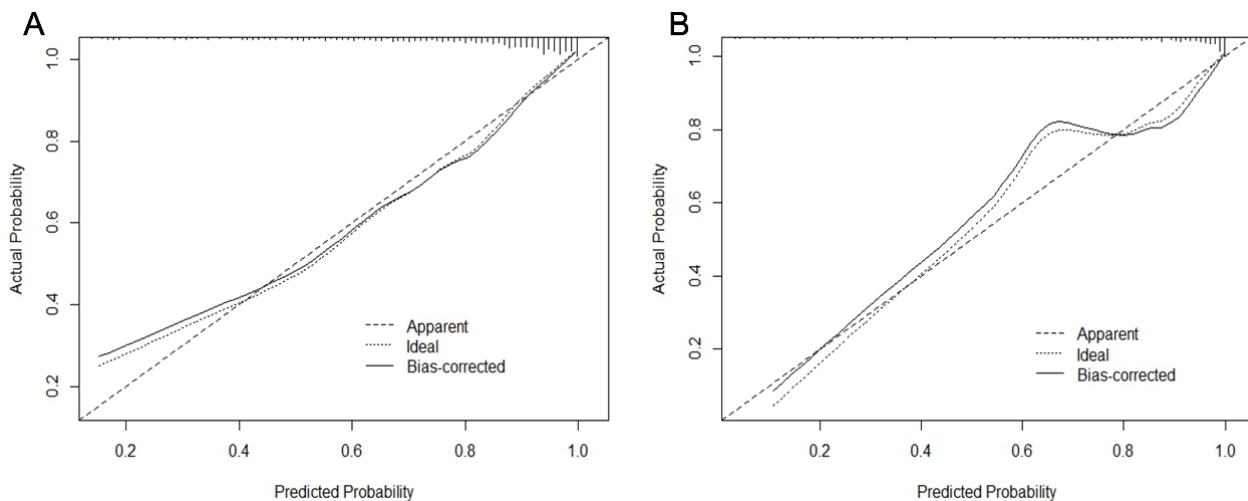 A
1.0
0.8
0.6
0.4
0.2
Actual Probability
Apparent
Ideal
Bias-corrected
0.2 0.4 0.6 0.8 1.0
Predicted Probability
B
1.0
0.8
0.6
0.4
0.2
Actual Probability
Apparent
Ideal
Bias-corrected
0.2 0.4 0.6 0.8 1.0
Predicted Probability